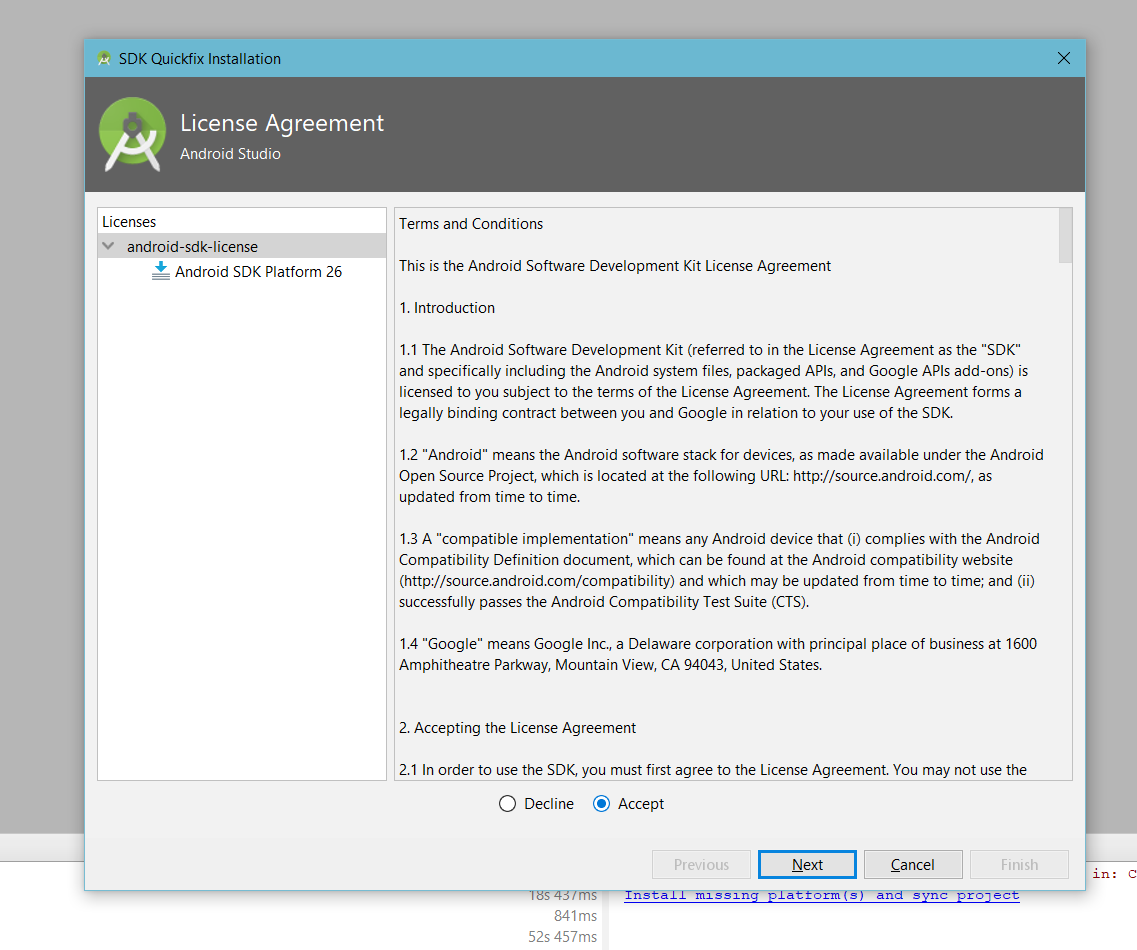 SDK Quickfix Installation
License Agreement
Android Studio
Licenses
android-sdk-license
Android SDK Platform 26
Terms and Conditions
This is the Android Software Development Kit License Agreement
1. Introduction
1.1 The Android Software Development Kit (referred to in the License Agreement as the "SDK"
and specifically including the Android system files, packaged APIs, and Google APIs add-ons) is
licensed to you subject to the terms of the License Agreement. The License Agreement forms a
legally binding contract between you and Google in relation to your use of the SDK.
1.2 "Android" means the Android software stack for devices, as made available under the Android
Open Source Project, which is located at the following URL: http://source.android.com/, as
updated from time to time.
1.3 A "compatible implementation" means any Android device that (i) complies with the Android
Compatibility Definition document, which can be found at the Android compatibility website
(http://source.android.com/compatibility) and which may be updated from time to time; and (ii)
successfully passes the Android Compatibility Test Suite (CTS).
1.4 "Google" means Google Inc., a Delaware corporation with principal place of business at 1600
Amphitheatre Parkway, Mountain View, CA 94043, United States.
2. Accepting the License Agreement
2.1 In order to use the SDK, you must first agree to the License Agreement. You may not use the
Decline
Accept
Previous
Next
Cancel
Finish
in: C
18s 437ms
Install missing platform(s) and sync project
841ms
52s 457ms